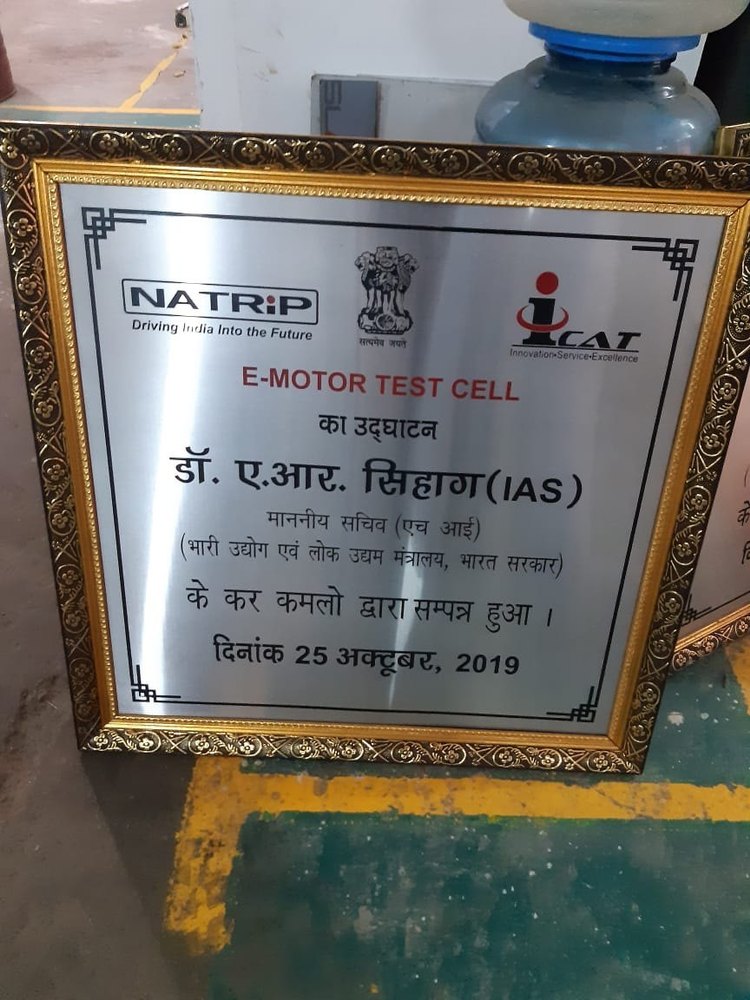 NATRiP
Driving India Into the Future
सत्यमेव जयते
iCAT
Innovation•Service•Excellence
E-MOTOR TEST CELL
का उद्घाटन
डॉ. ए.आर. सिहाग(IAS)
माननीय सचिव (एच आई)
(भारी उद्योग एवं लोक उद्यम मंत्रालय, भारत सरकार)
के कर कमलो द्वारा सम्पन्न हुआ ।
दिनांक 25 अक्टूबर, 2019